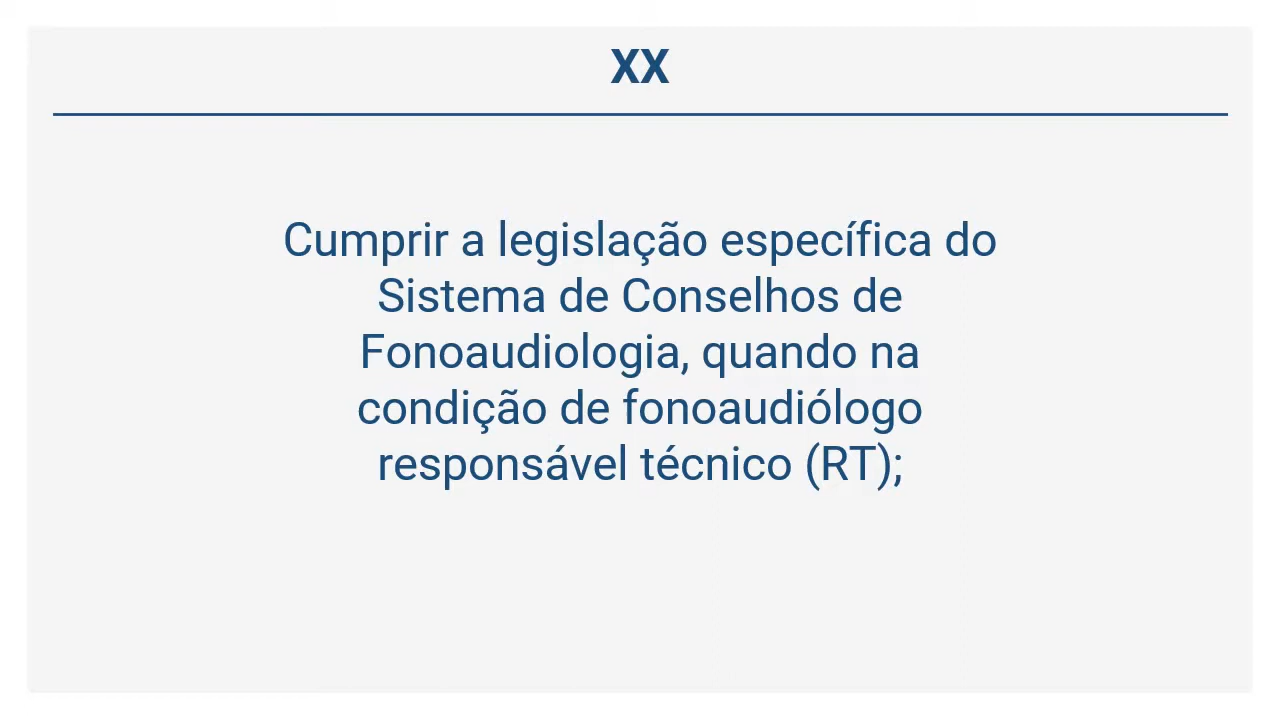 XX
Cumprir a legislação específica do
Sistema de Conselhos de
Fonoaudiologia, quando na
condição de fonoaudiólogo
responsável técnico (RT);